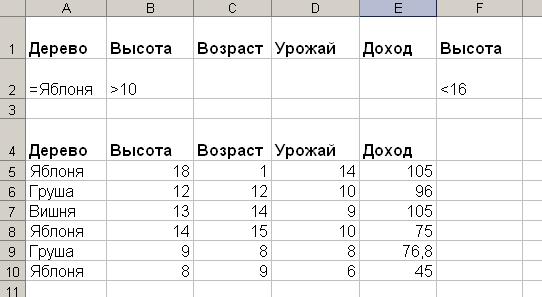 A B C D E F
1 Дерево Высота Возраст Урожай Доход Высота
2 =Яблоня >10 <16
3
4 Дерево Высота Возраст Урожай Доход
5 Яблоня 18 1 14 105
6 Груша 12 12 10 96
7 Вишня 13 14 9 105
8 Яблоня 14 15 10 75
9 Груша 9 8 8 76,8
10 Яблоня 8 9 6 45
11